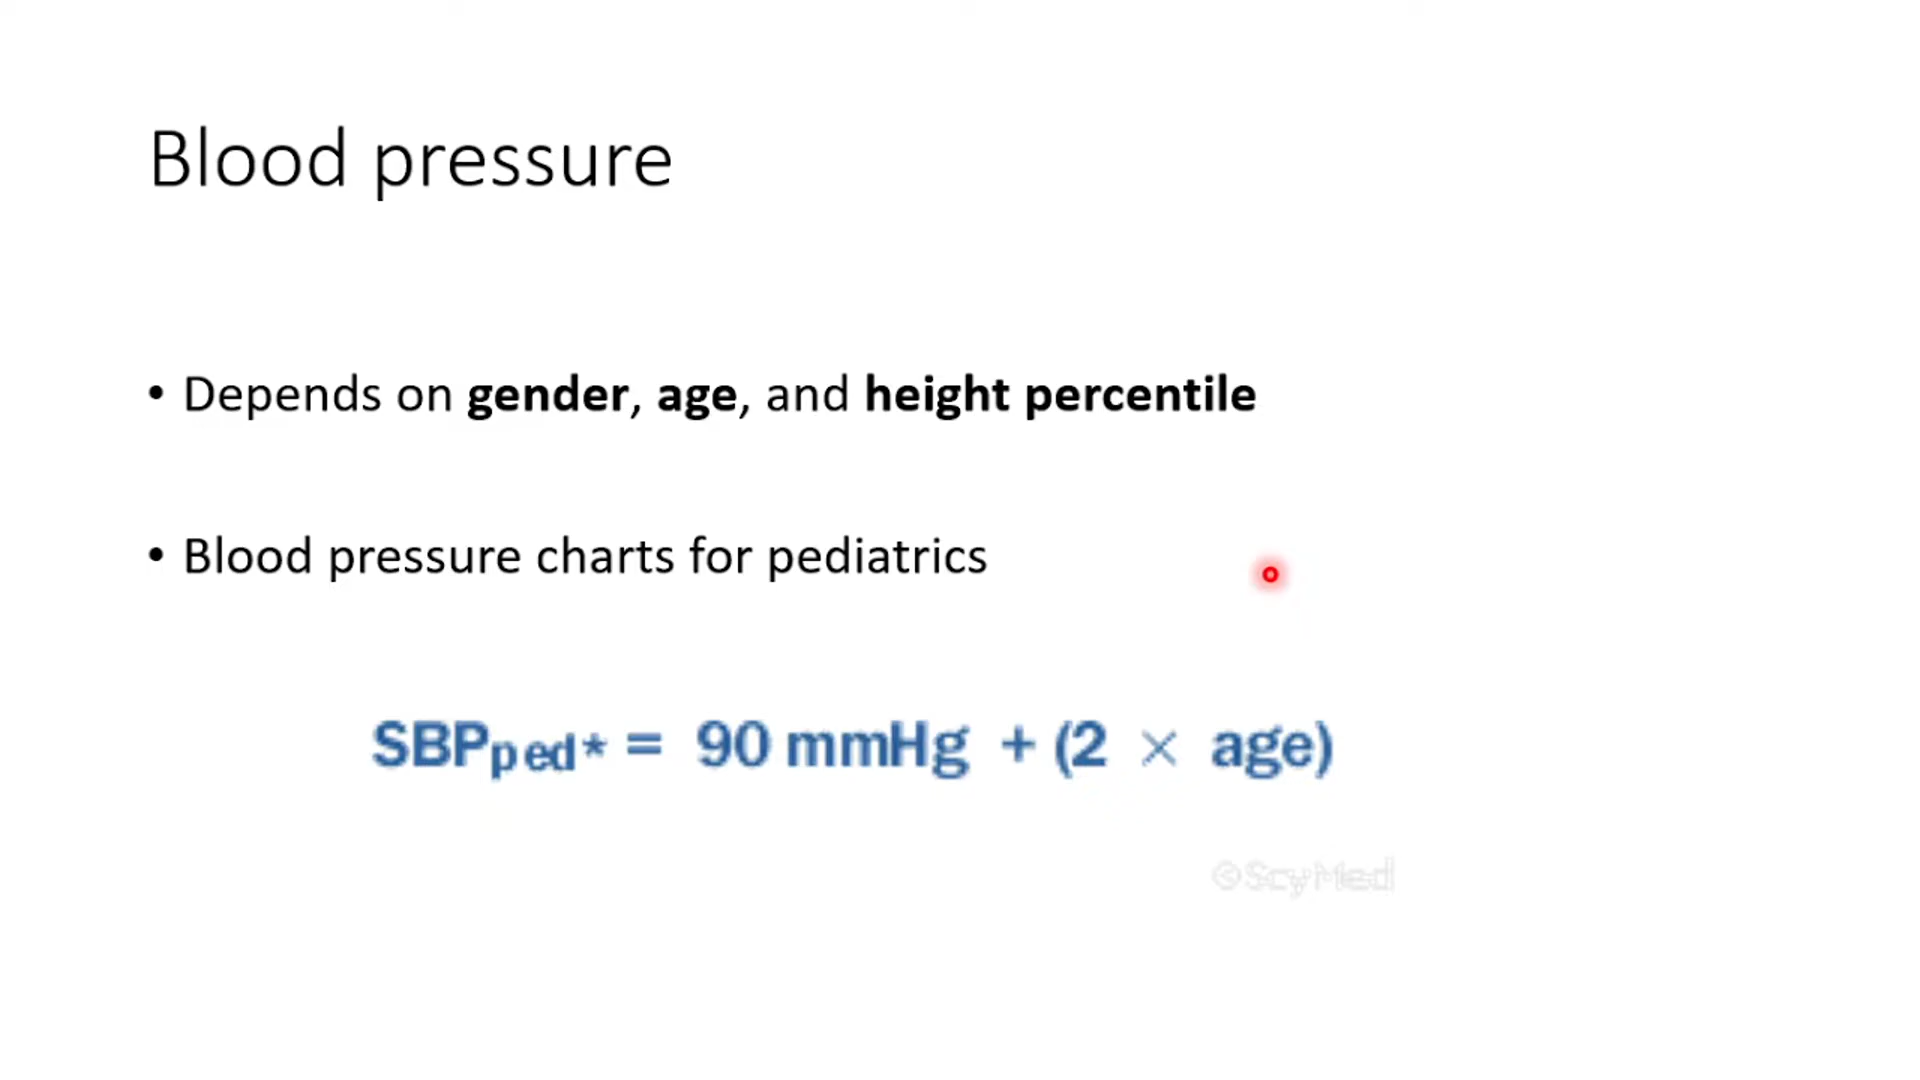 Blood pressure
• Depends on gender, age, and height percentile
• Blood pressure charts for pediatrics
SBPped* = 90 mmHg + (2 × age)
©ScyMed